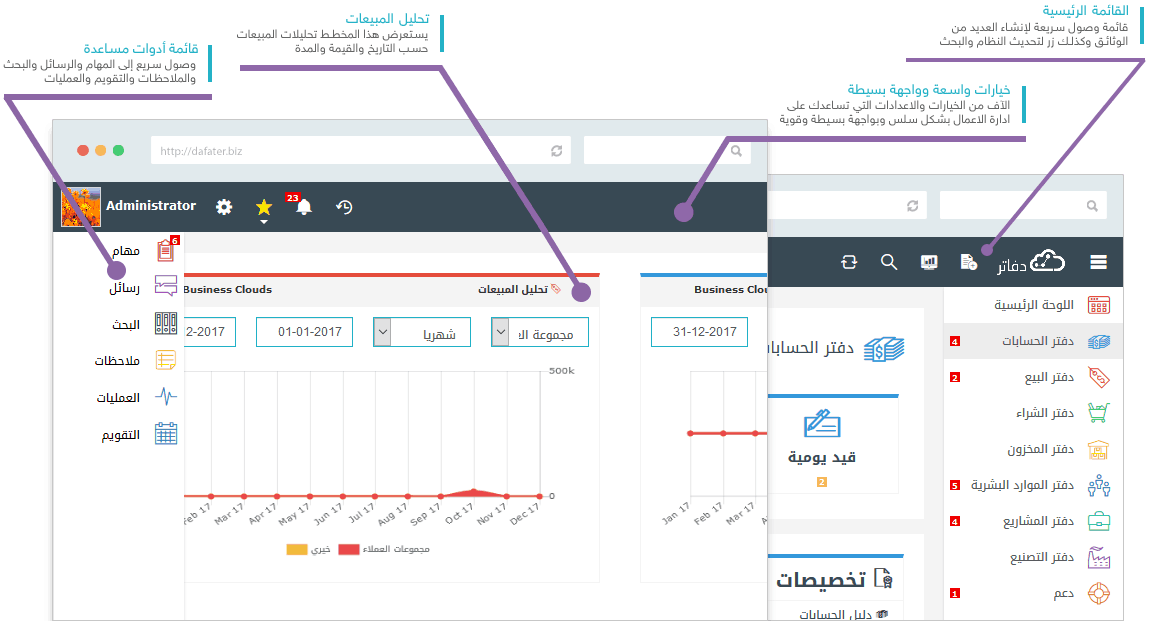 القائمة الرئيسية
قائمة وصول سريعة لإنشاء العديد من
الوثائق وكذلك زر لتحديث النظام والبحث
تحليل المبيعات
يستعرض هذا المخطط تحليلات المبيعات
حسب التاريخ والقيمة والمدة
قائمة أدوات مساعدة
وصول سريع إلى المهام والرسائل والبحث
والملاحظات والتقويم والعمليات
خيارات واسعة وواجهة بسيطة
الآف من الخيارات والاعدادات التي تساعدك على
ادارة الاعمال بشكل سلس وبواجهة بسيطة وقوية
http://dafater.biz
Administrator
23
مهام
6
رسائل
البحث
ملاحظات
العمليات
التقويم
Business Clouds
تحليل المبيعات
2-2017
01-01-2017
شهريا
مجموعة ال
500k
0
Feb 17
Mar 17
Apr 17
May 17
Jun 17
Jul 17
Aug 17
Sep 17
Oct 17
Nov 17
Dec 17
مجموعات العملاء
خيري
Business Clou
31-12-2017
Jan 17
Feb 17
Mar 17
A
دفاتر
دفتر الحسابا
قيد يومية
2
تخصيصات
دليل الحسابات
اللوحة الرئيسية
دفتر الحسابات
4
دفتر البيع
2
دفتر الشراء
دفتر المخزون
دفتر الموارد البشرية
5
دفتر المشاريع
4
دفتر التصنيع
دعم
1